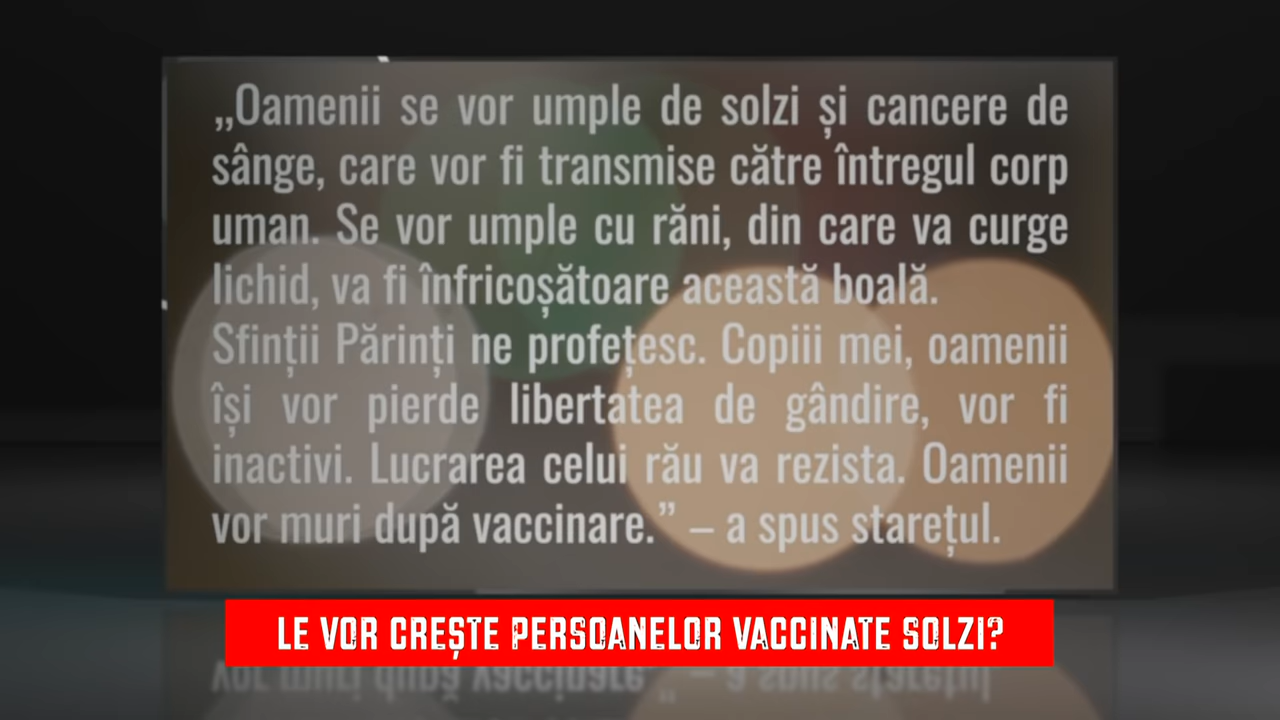 „Oamenii se vor umple de solzi și cancere de
sânge, care vor fi transmise către întregul corp
uman. Se vor umple cu răni, din care va curge
lichid, va fi înfricoșătoare această boală.
Sfinții Părinți ne profețesc. Copiii mei, oamenii
își vor pierde libertatea de gândire, vor fi
inactivi. Lucrarea celui rău va rezista. Oamenii
vor muri după vaccinare.” – a spus starețul.
LE VOR CREȘTE PERSOANELOR VACCINATE SOLZI?